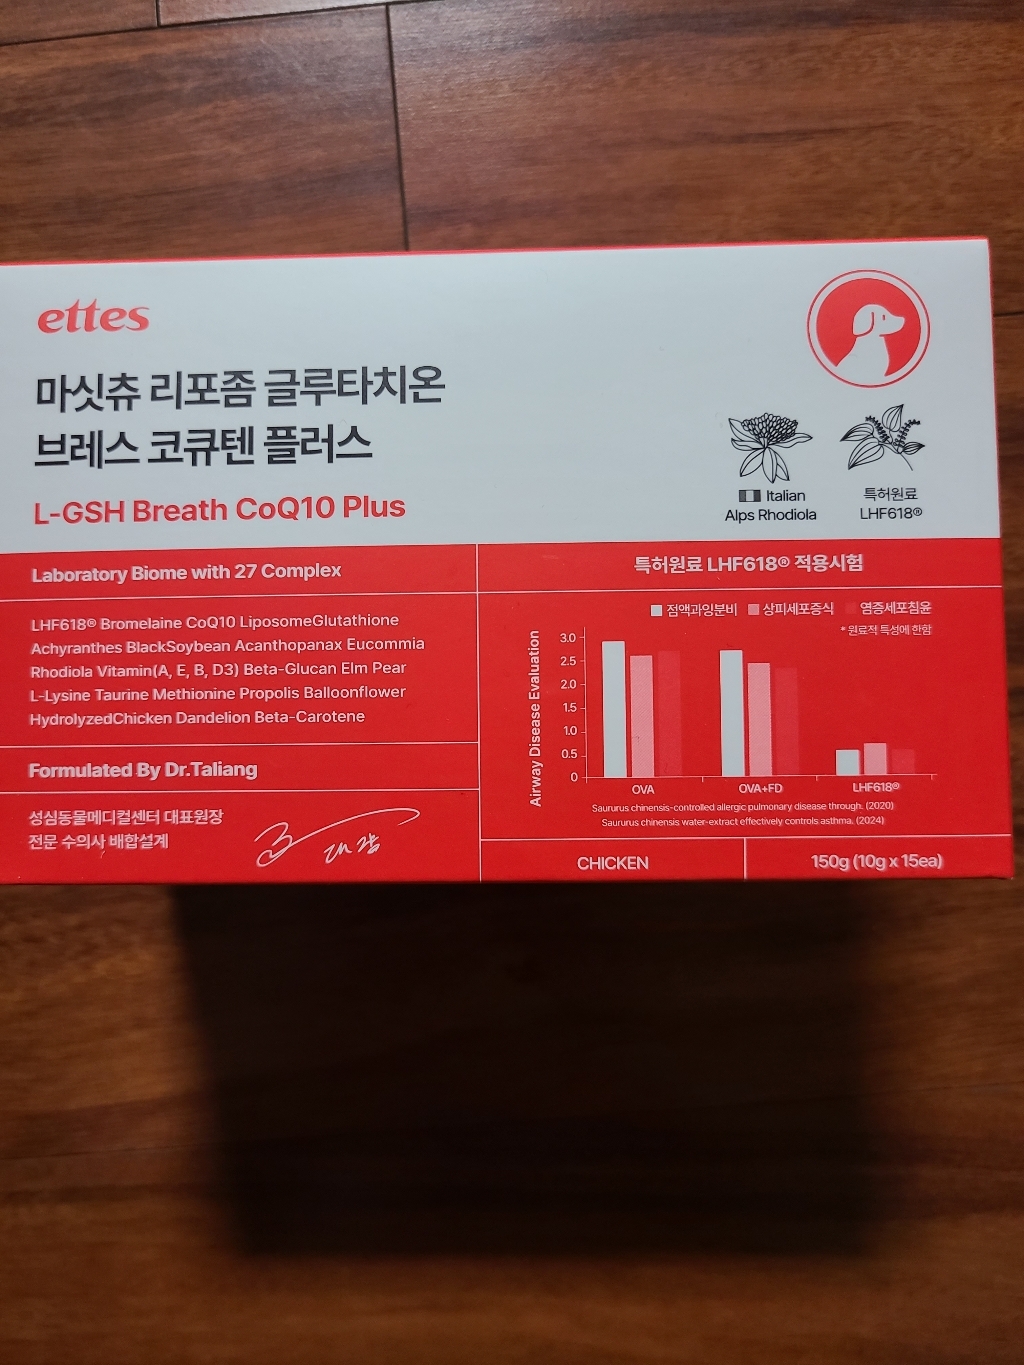 ettes
마싯츄 리포좀 글루타치온
브레스 코큐텐 플러스
L-GSH Breath CoQ10 Plus
Italian
Alps Rhodiola
특허원료
LHF618®
Laboratory Biome with 27 Complex
LHF618® Bromelaine CoQ10 LiposomeGlutathione
Achyranthes BlackSoybean Acanthopanax Eucommia
Rhodiola Vitamin(A, E, B, D3) Beta-Glucan Elm Pear
L-Lysine Taurine Methionine Propolis Balloonflower
HydrolyzedChicken Dandelion Beta-Carotene
Formulated By Dr.Taliang
성심동물메디컬센터 대표원장
전문 수의사 배합설계
특허원료 LHF618® 적용시험
점액과잉분비 상피세포증식 염증세포침윤
* 원료적 특성에 한함
Airway Disease Evaluation
3.0
2.5
2.0
1.5
1.0
0.5
0
OVA OVA+FD LHF618®
Saururus chinensis-controlled allergic pulmonary disease through. (2020)
Saururus chinensis water-extract effectively controls asthma. (2024)
CHICKEN
150g (10g x 15ea)